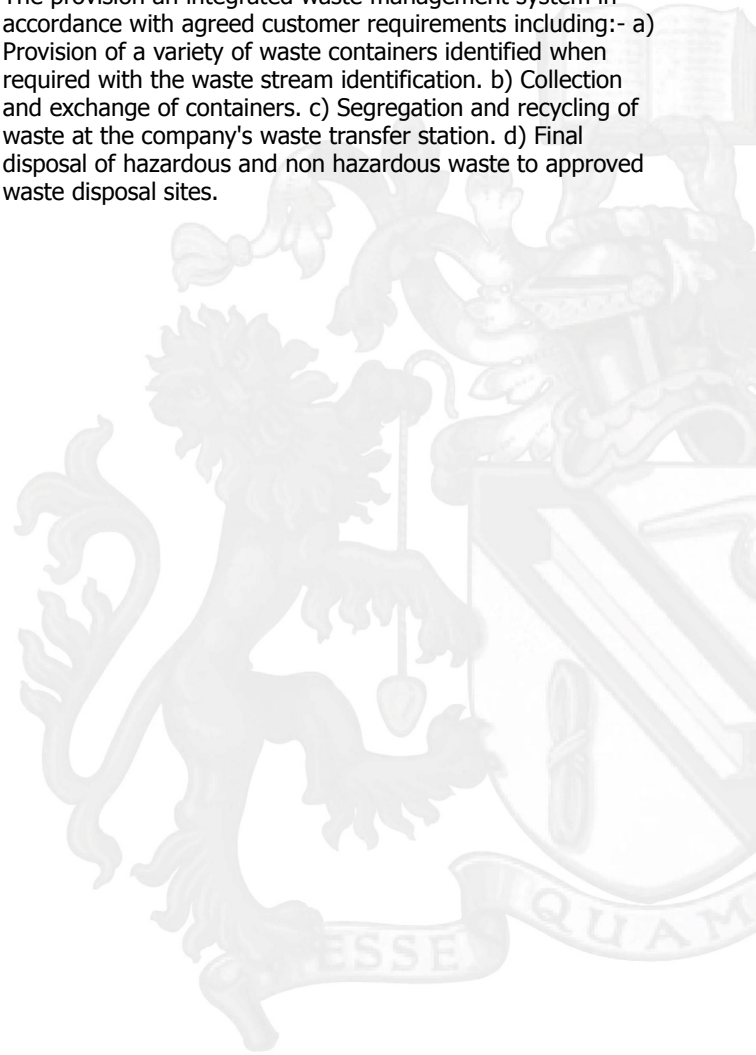 The provision an integrated waste management system in
accordance with agreed customer requirements including:- a)
Provision of a variety of waste containers identified when
required with the waste stream identification. b) Collection
and exchange of containers. c) Segregation and recycling of
waste at the company's waste transfer station. d) Final
disposal of hazardous and non hazardous waste to approved
waste disposal sites.
ESSE
QUAM